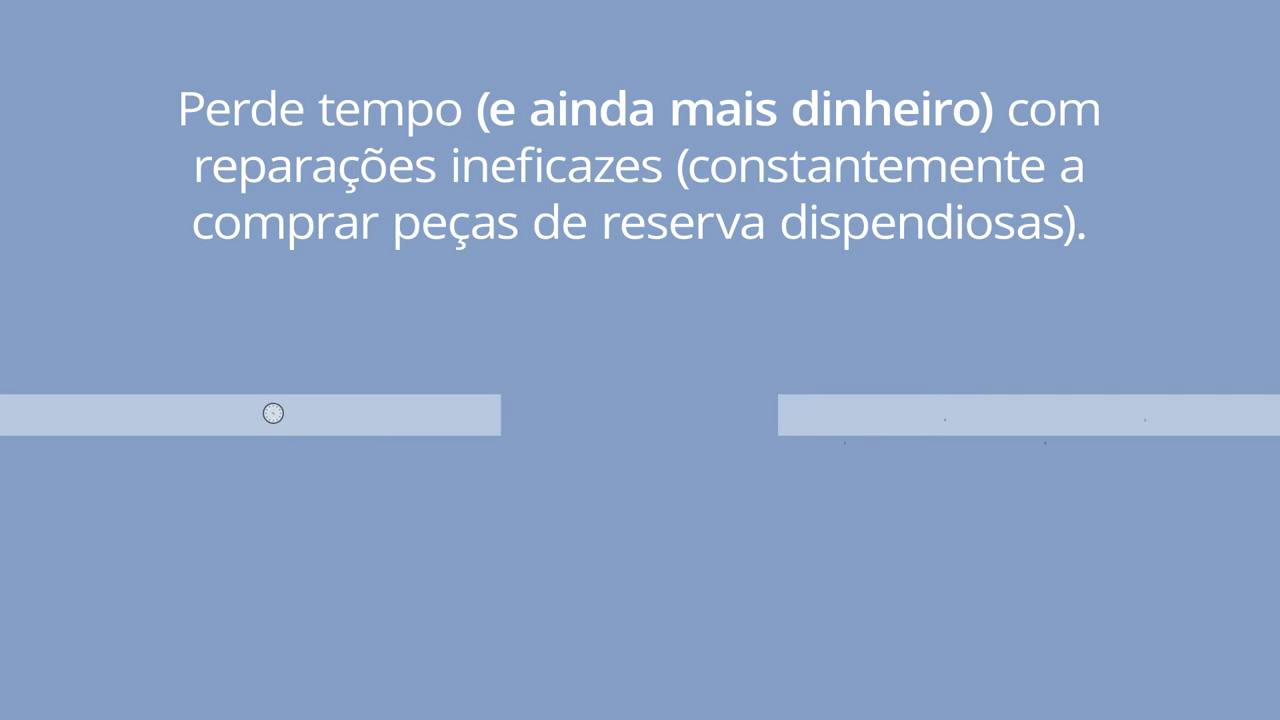 Perde tempo (e ainda mais dinheiro) com
reparações ineficazes (constantemente a
comprar peças de reserva dispendiosas).